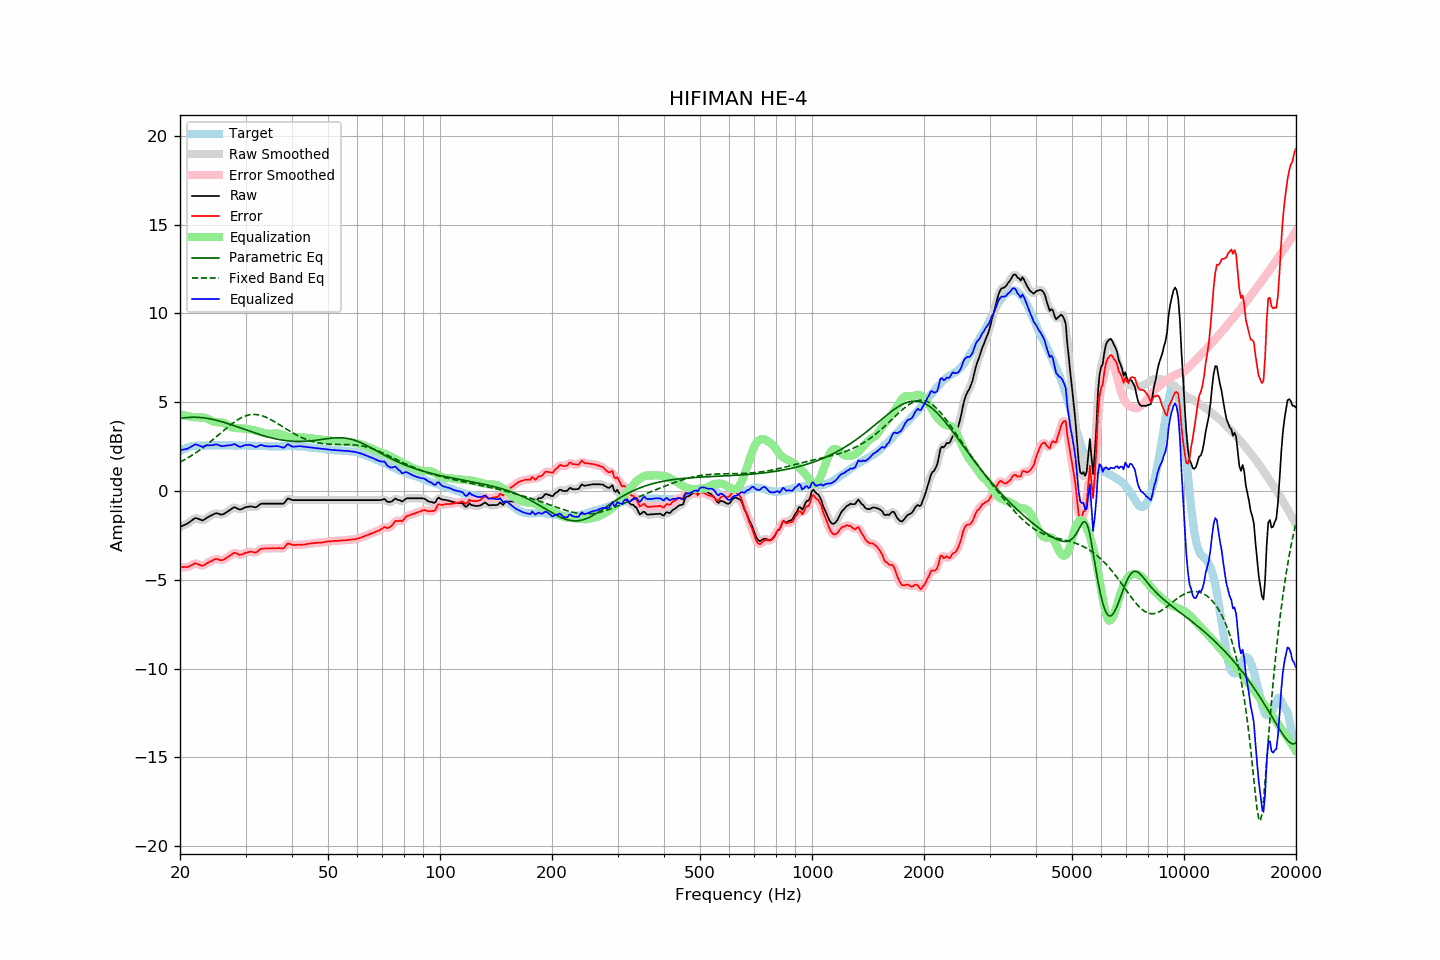 HIFIMAN HE-4
Target
Raw Smoothed
Error Smoothed
Raw
Error
Equalization
Parametric Eq
Fixed Band Eq
Equalized
20
15
10
5
0
−5
−10
−15
−20
Amplitude (dBr)
20
50
100
200
500
1000
2000
5000
10000
20000
Frequency (Hz)